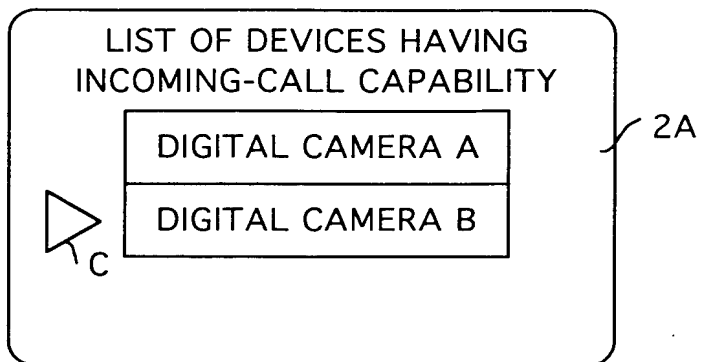 LIST OF DEVICES HAVING
INCOMING-CALL CAPABILITY
DIGITAL CAMERA A
2A
DIGITAL CAMERA B
C